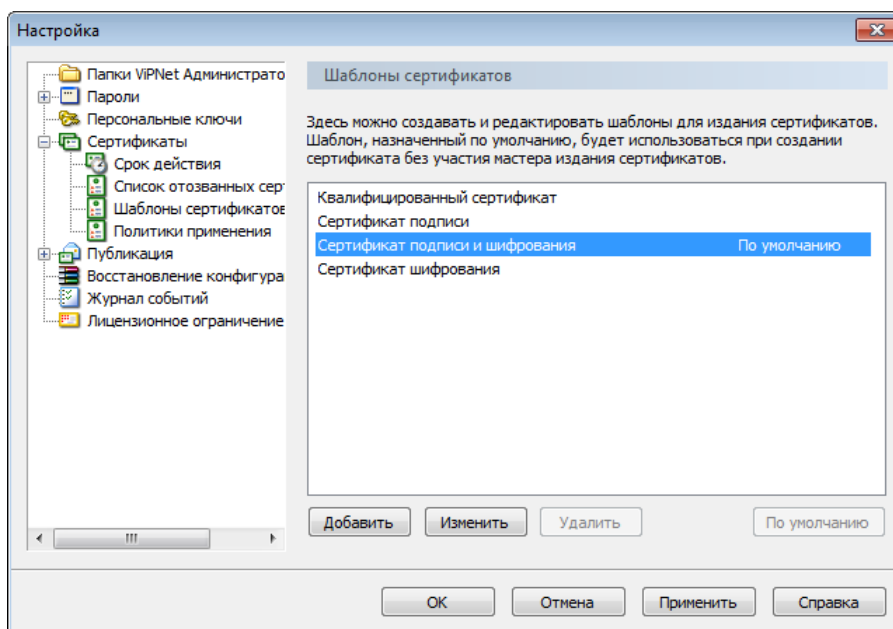 Настройка
Папки ViPNet Администрато
Пароли
Персональные ключи
Сертификаты
Срок действия
Список отозванных сер
Шаблоны сертификатов
Политики применения
Публикация
Восстановление конфигура
Журнал событий
Лицензионное ограничение
Шаблоны сертификатов
Здесь можно создавать и редактировать шаблоны для издания сертификатов.
Шаблон, назначенный по умолчанию, будет использоваться при создании
сертификата без участия мастера издания сертификатов.
Квалифицированный сертификат
Сертификат подписи
Сертификат подписи и шифрования По умолчанию
Сертификат шифрования
Добавить Изменить Удалить По умолчанию
OK Отмена Применить Справка